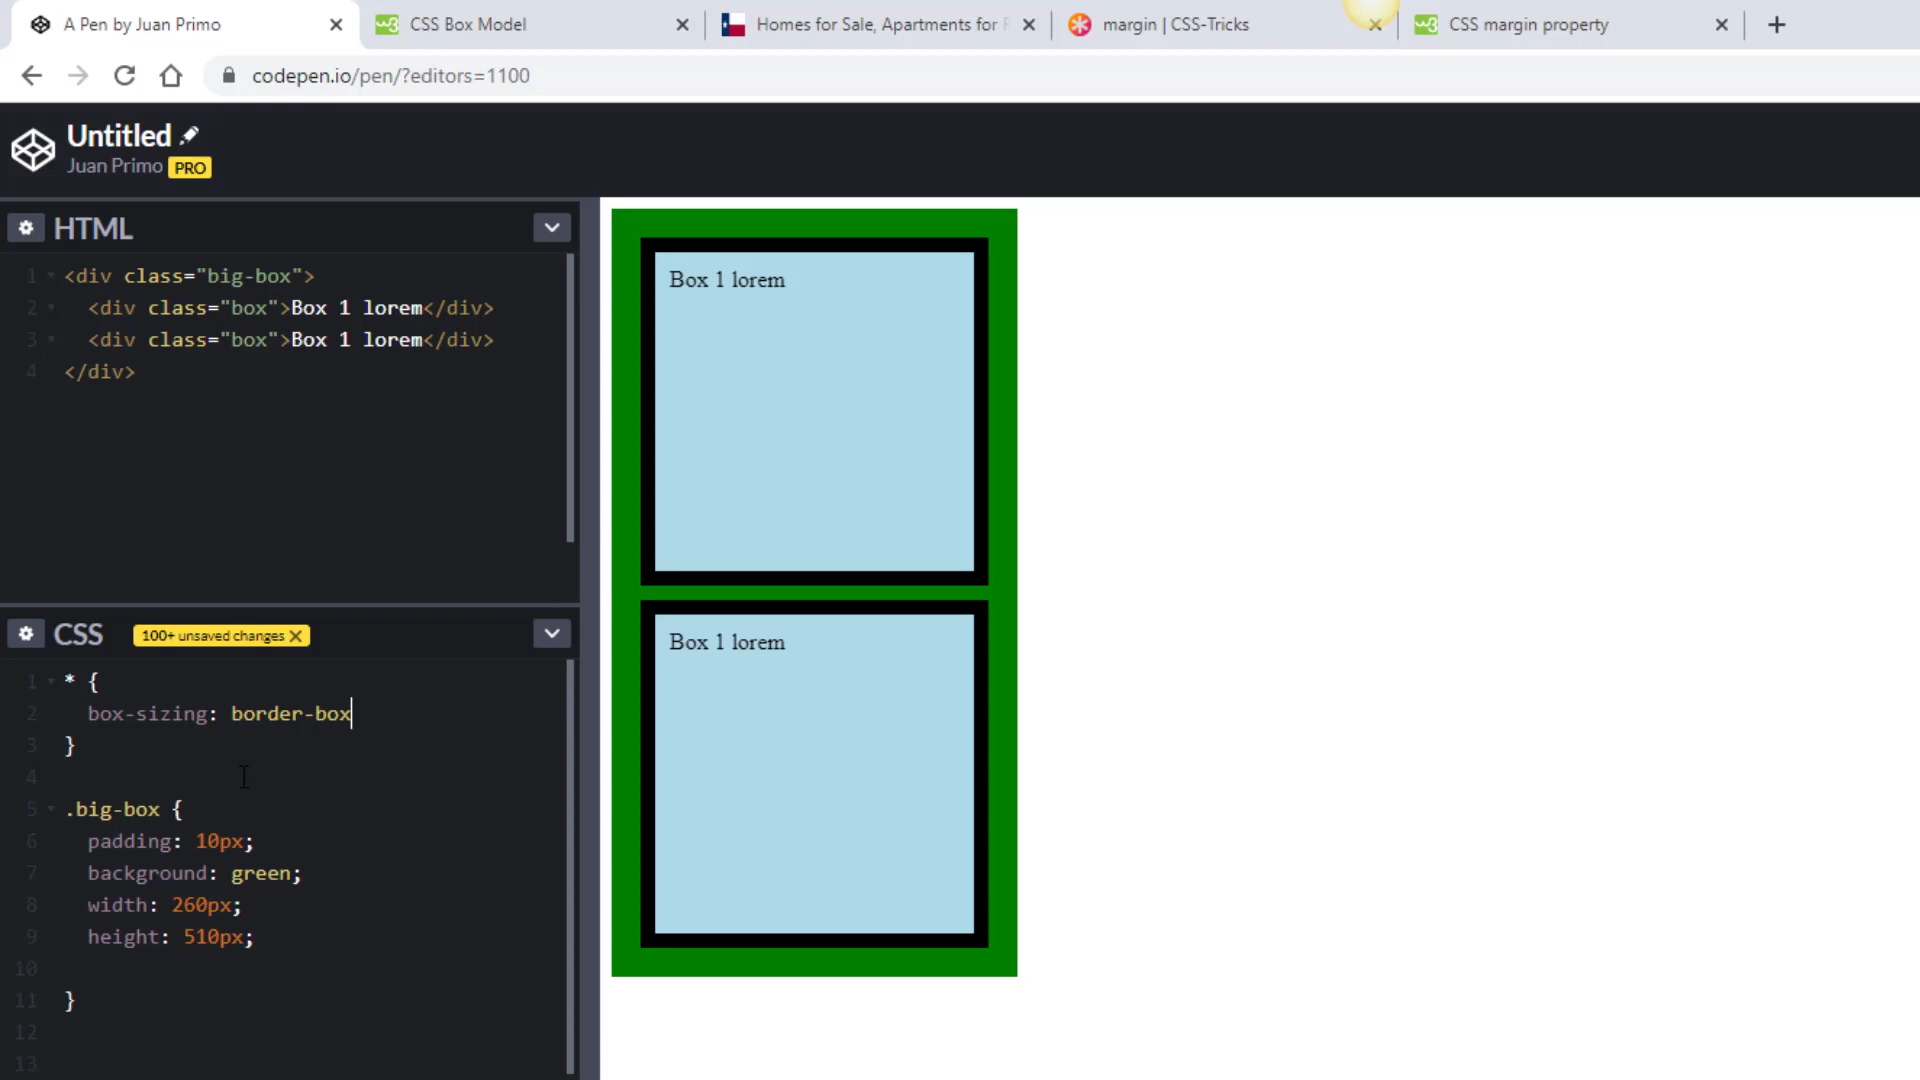 A Pen by Juan Primo
CSS Box Model
Homes for Sale, Apartments for
margin | CSS-Tricks
CSS margin property
codepen.io/pen/?editors=1100
Untitled
Juan Primo PRO
HTML
1 <div class="big-box">
2 <div class="box">Box 1 lorem</div>
3 <div class="box">Box 1 lorem</div>
4 </div>
CSS 100+ unsaved changes
1 * {
2 box-sizing: border-box
3 }
4
5 .big-box {
6 padding: 10px;
7 background: green;
8 width: 260px;
9 height: 510px;
10
11 }
12
13
Box 1 lorem
Box 1 lorem